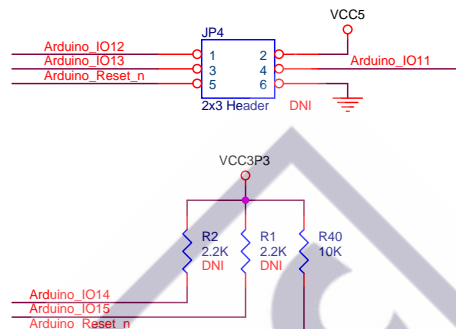 VCC5
JP4
Arduino_IO12 1 2
Arduino_IO13 3 4 Arduino_IO11
Arduino_Reset_n 5 6
2x3 Header DNI
VCC3P3
R2 R1 R40
2.2K 2.2K 10K
DNI DNI
Arduino_IO14
Arduino_IO15
Arduino_Reset_n